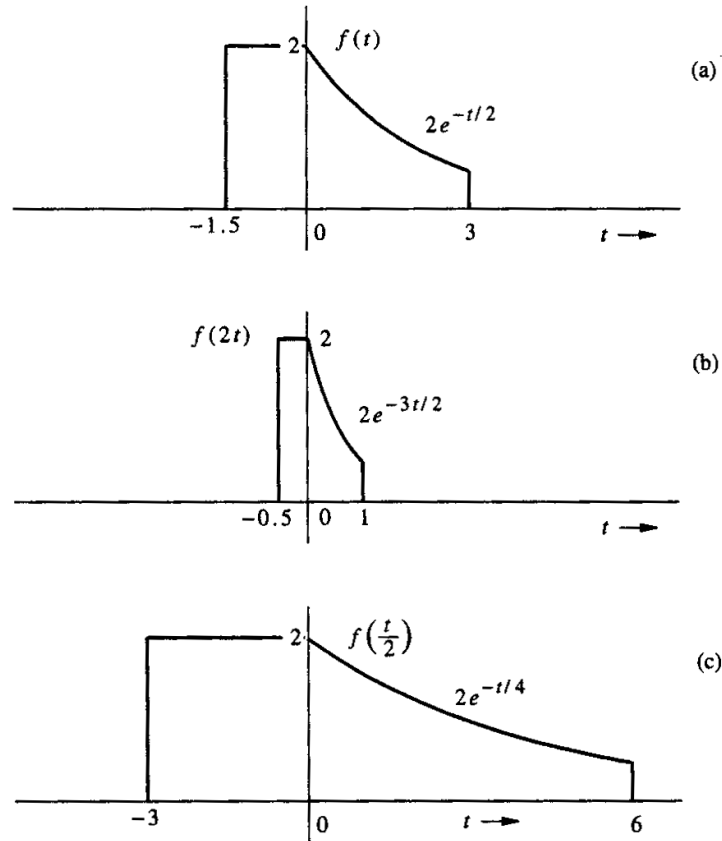 2
f(t)
(a)
2e^{-t/2}
-1.5
0
3
t →
f(2t)
2
(b)
2e^{-3t/2}
-0.5
0
1
t →
2
f(t/2)
(c)
2e^{-t/4}
-3
0
t →
6